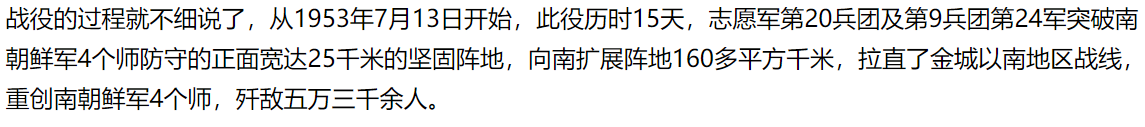 战役的过程就不细说了，从1953年7月13日开始，此役历时15天，志愿军第20兵团及第9兵团第24军突破南
朝鲜军4个师防守的正面宽达25千米的坚固阵地，向南扩展阵地160多平方千米，拉直了金城以南地区战线，
重创南朝鲜军4个师，歼敌五万三千余人。